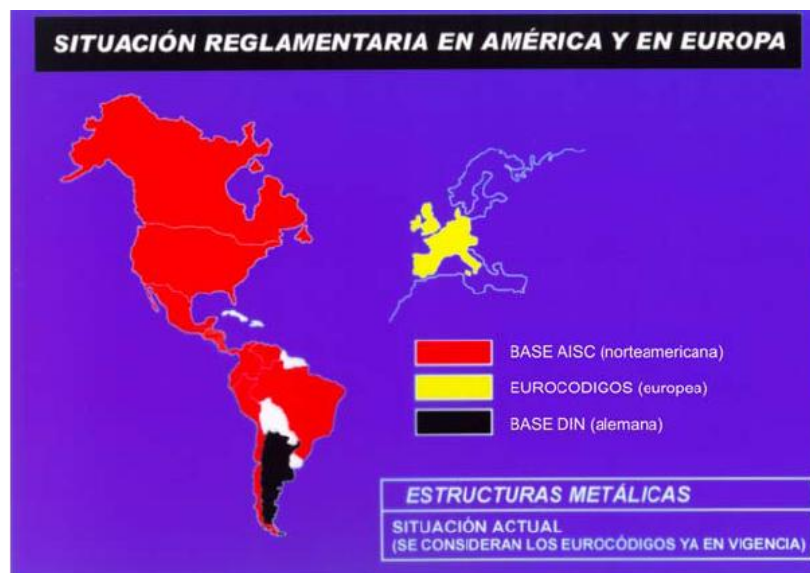 SITUACIÓN REGLAMENTARIA EN AMÉRICA Y EN EUROPA
BASE AISC (norteamericana)
EUROCODIGOS (europea)
BASE DIN (alemana)
ESTRUCTURAS METÁLICAS
SITUACIÓN ACTUAL
(SE CONSIDERAN LOS EUROCÓDIGOS YA EN VIGENCIA)